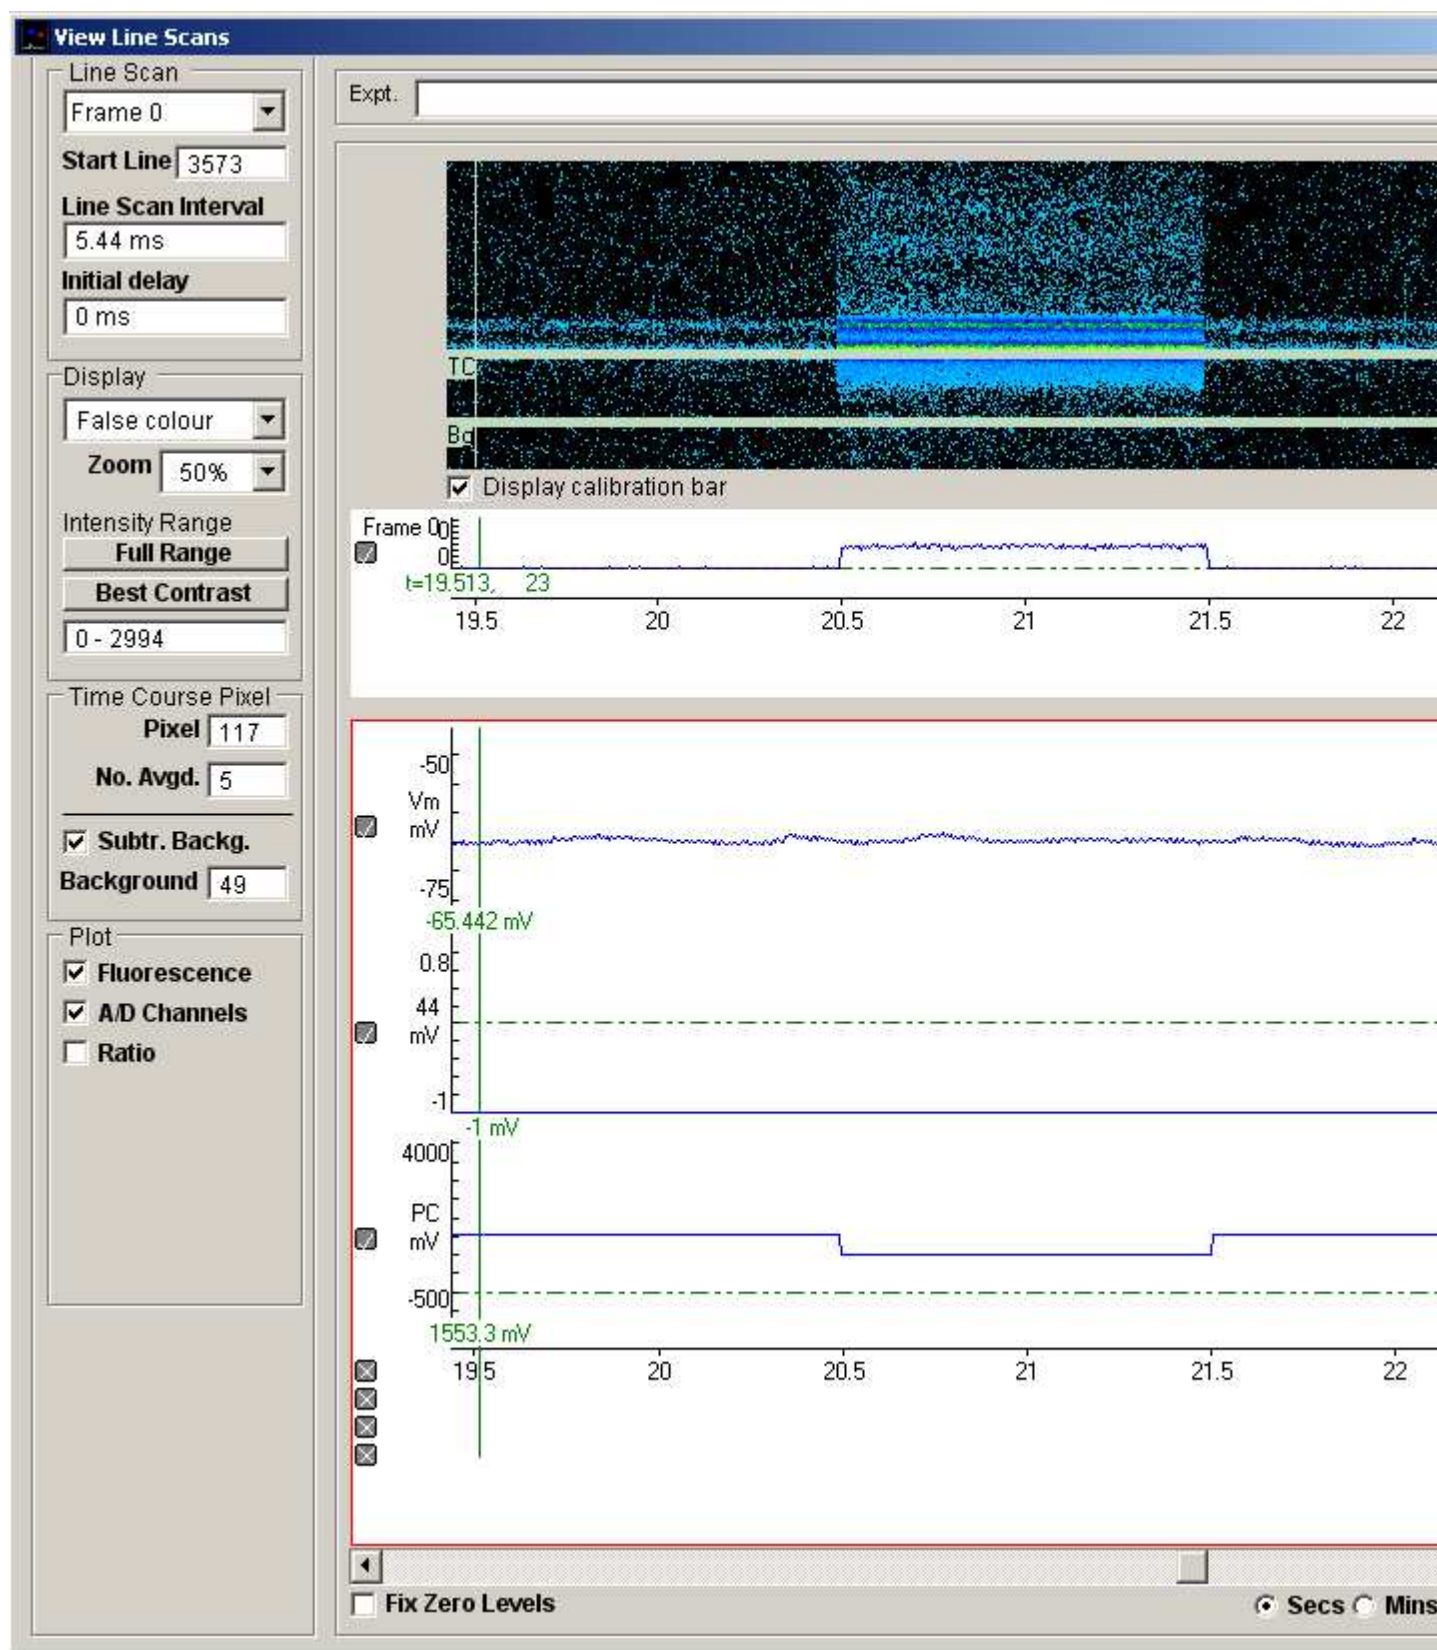 View Line Scans
Line Scan
Frame 0
Start Line 3573
Line Scan Interval
5.44 ms
Initial delay
0 ms
Display
False colour
Zoom 50%
Intensity Range
Full Range
Best Contrast
0 - 2994
Time Course Pixel
Pixel 117
No. Avgd. 5
Subtr. Backg.
Background 49
Plot
Fluorescence
A/D Channels
Ratio
Expt.
TC
Bg
Display calibration bar
Frame 0
0
t=19.513, 23
19.5 20 20.5 21 21.5 22
-50
Vm
mV
-75
-65.442 mV
0.8
44
mV
-1
-1 mV
4000
PC
mV
-500
1553.3 mV
19.5 20 20.5 21 21.5 22
Fix Zero Levels
Secs Mins